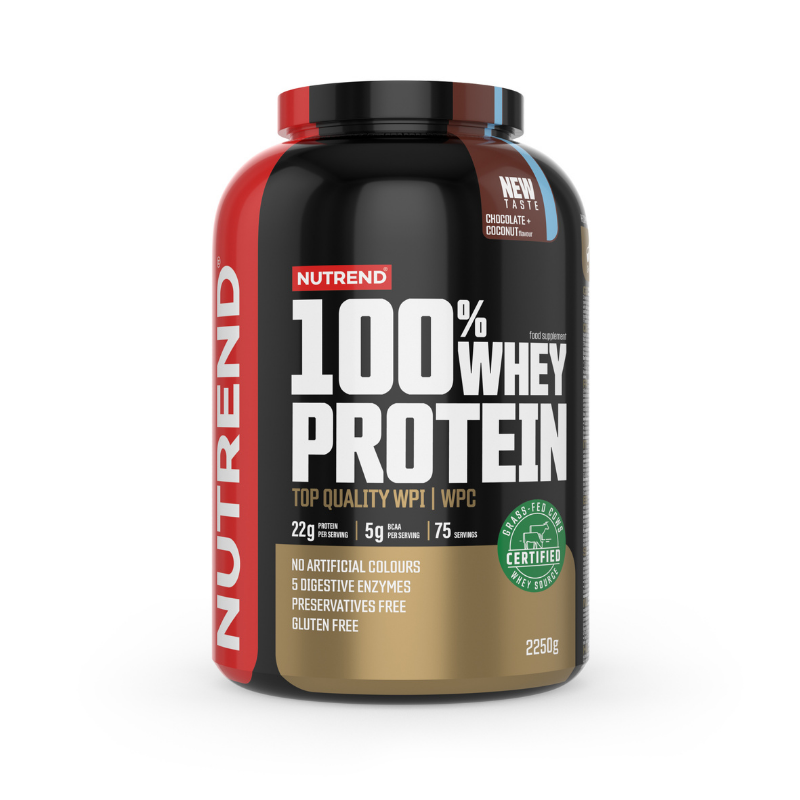 NEW
TASTE
CHOCOLATE +
COCONUT flavour
NUTREND®
NUTREND®
100%
food supplement
WHEY
PROTEIN
TOP QUALITY WPI | WPC
22g PROTEIN PER SERVING | 5g BCAA PER SERVING | 75 SERVINGS
GRASS-FED COWS
CERTIFIED
WHEY SOURCE
NO ARTIFICIAL COLOURS
5 DIGESTIVE ENZYMES
PRESERVATIVES FREE
GLUTEN FREE
2250g